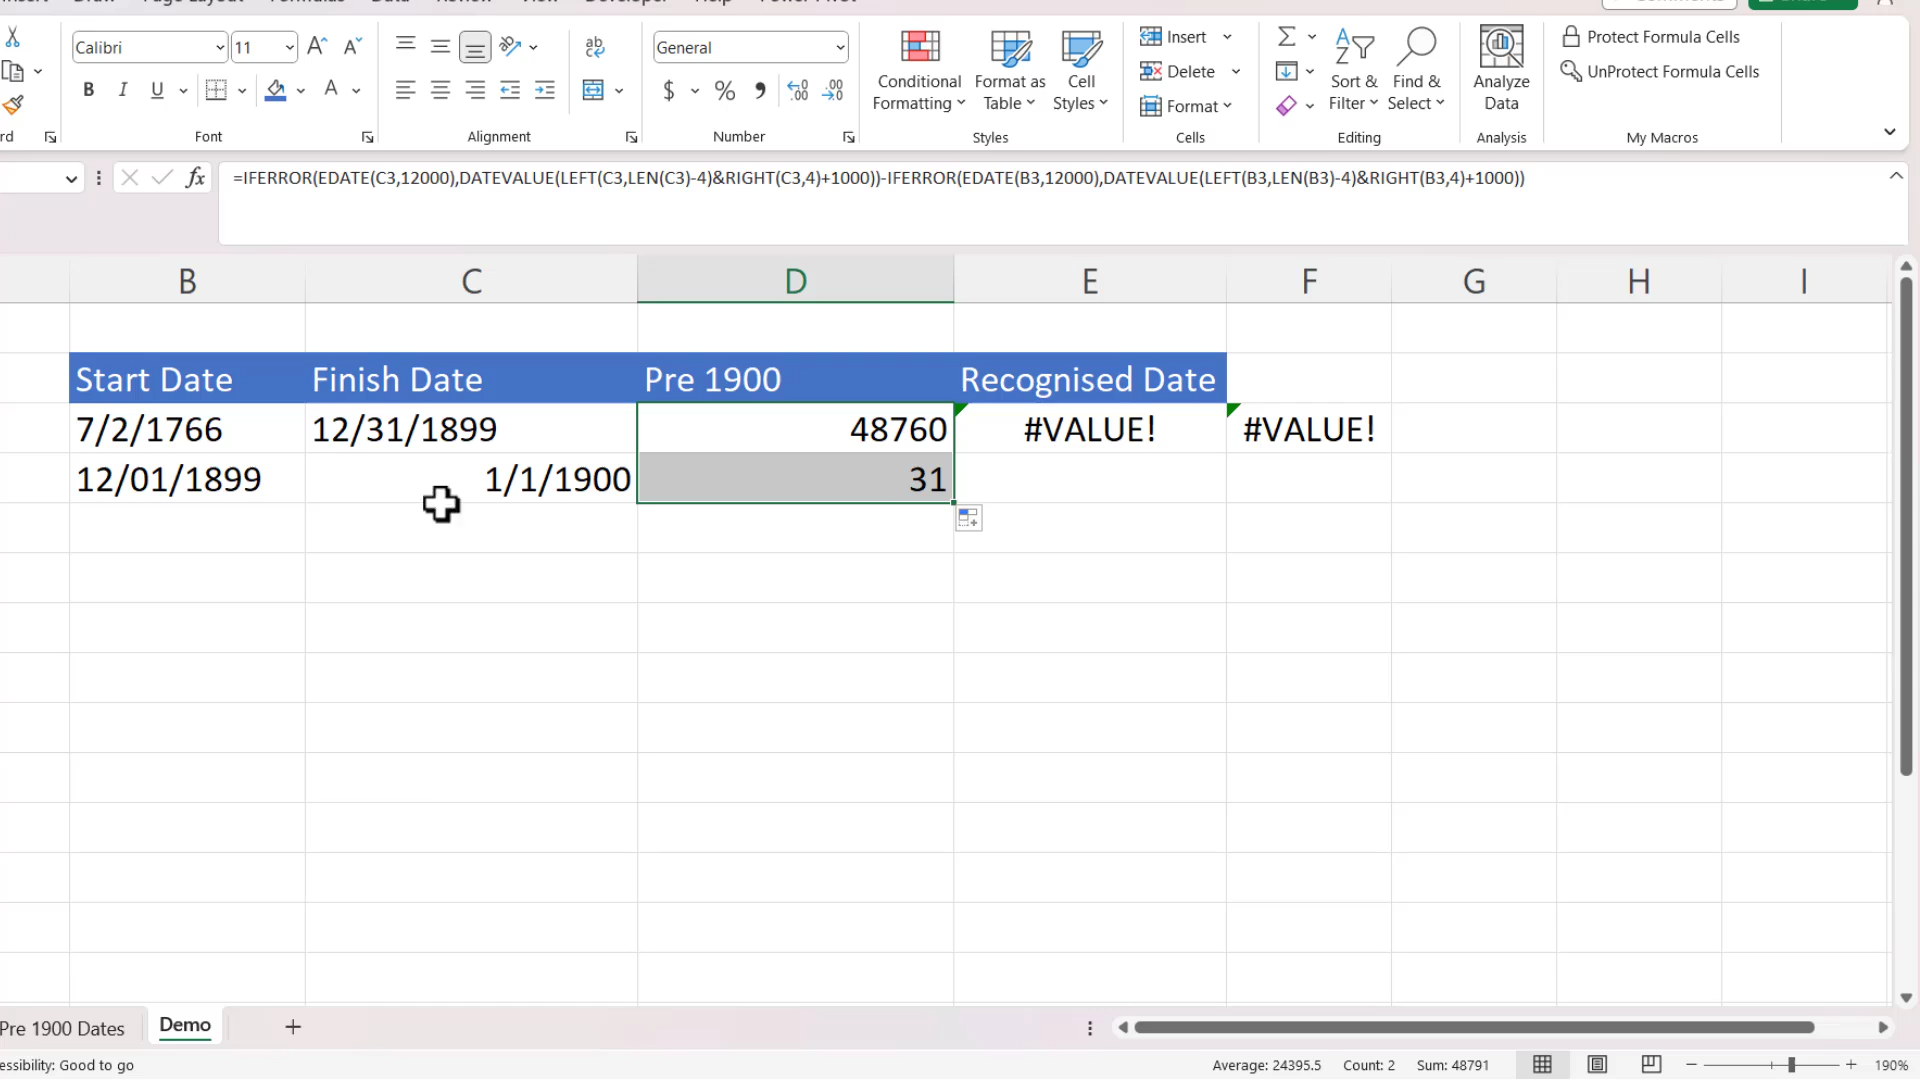 Calibri
11
General
Conditional Formatting
Format as Table
Cell Styles
Insert
Delete
Format
Sort & Filter
Find & Select
Analyze Data
Protect Formula Cells
UnProtect Formula Cells
Font
Alignment
Number
Styles
Cells
Editing
Analysis
My Macros
fx
=IFERROR(EDATE(C3,12000),DATEVALUE(LEFT(C3,LEN(C3)-4)&RIGHT(C3,4)+1000))-IFERROR(EDATE(B3,12000),DATEVALUE(LEFT(B3,LEN(B3)-4)&RIGHT(B3,4)+1000))
B C D E F G H I
Start Date Finish Date Pre 1900 Recognised Date
7/2/1766 12/31/1899 48760 #VALUE! #VALUE!
12/01/1899 1/1/1900 31
Pre 1900 Dates Demo
essibility: Good to go Average: 24395.5 Count: 2 Sum: 48791 190%